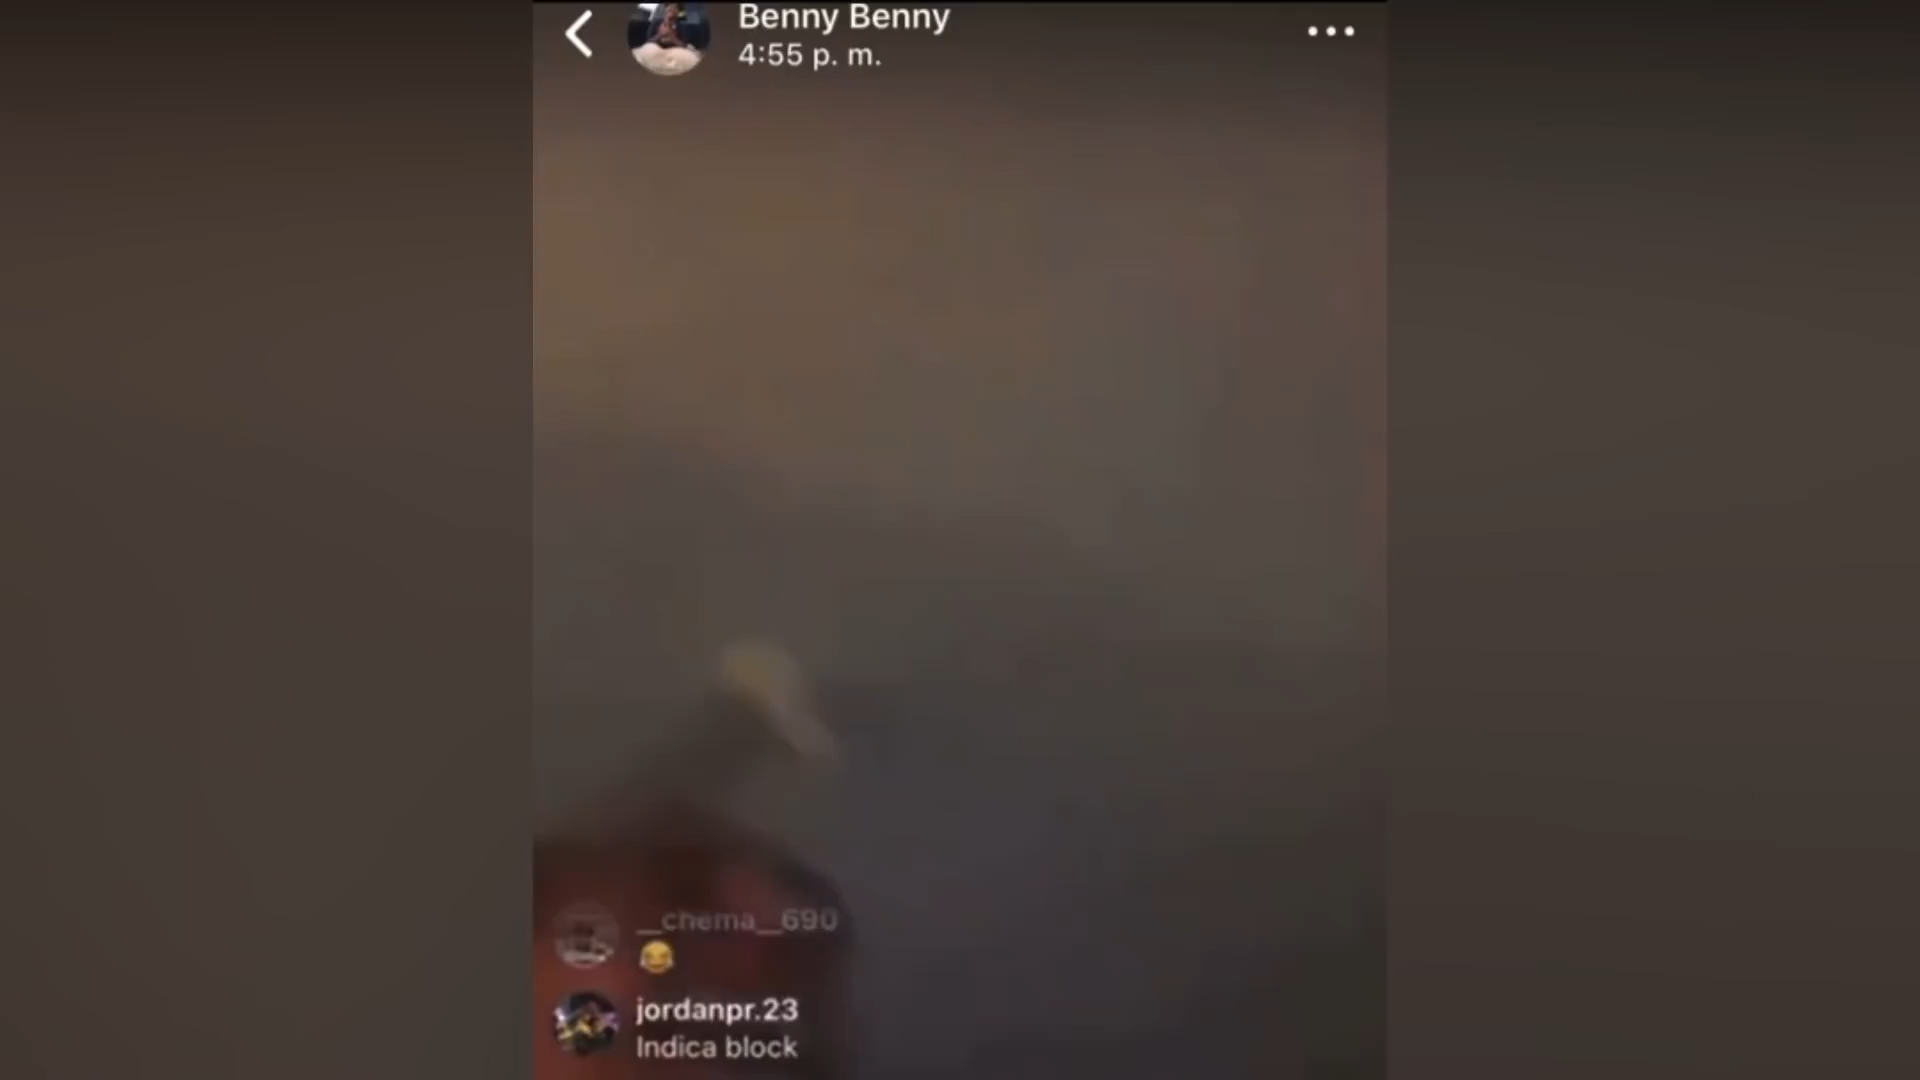 Benny Benny
4:55 p. m.
__chema__690
😂
jordanpr.23
Indica block